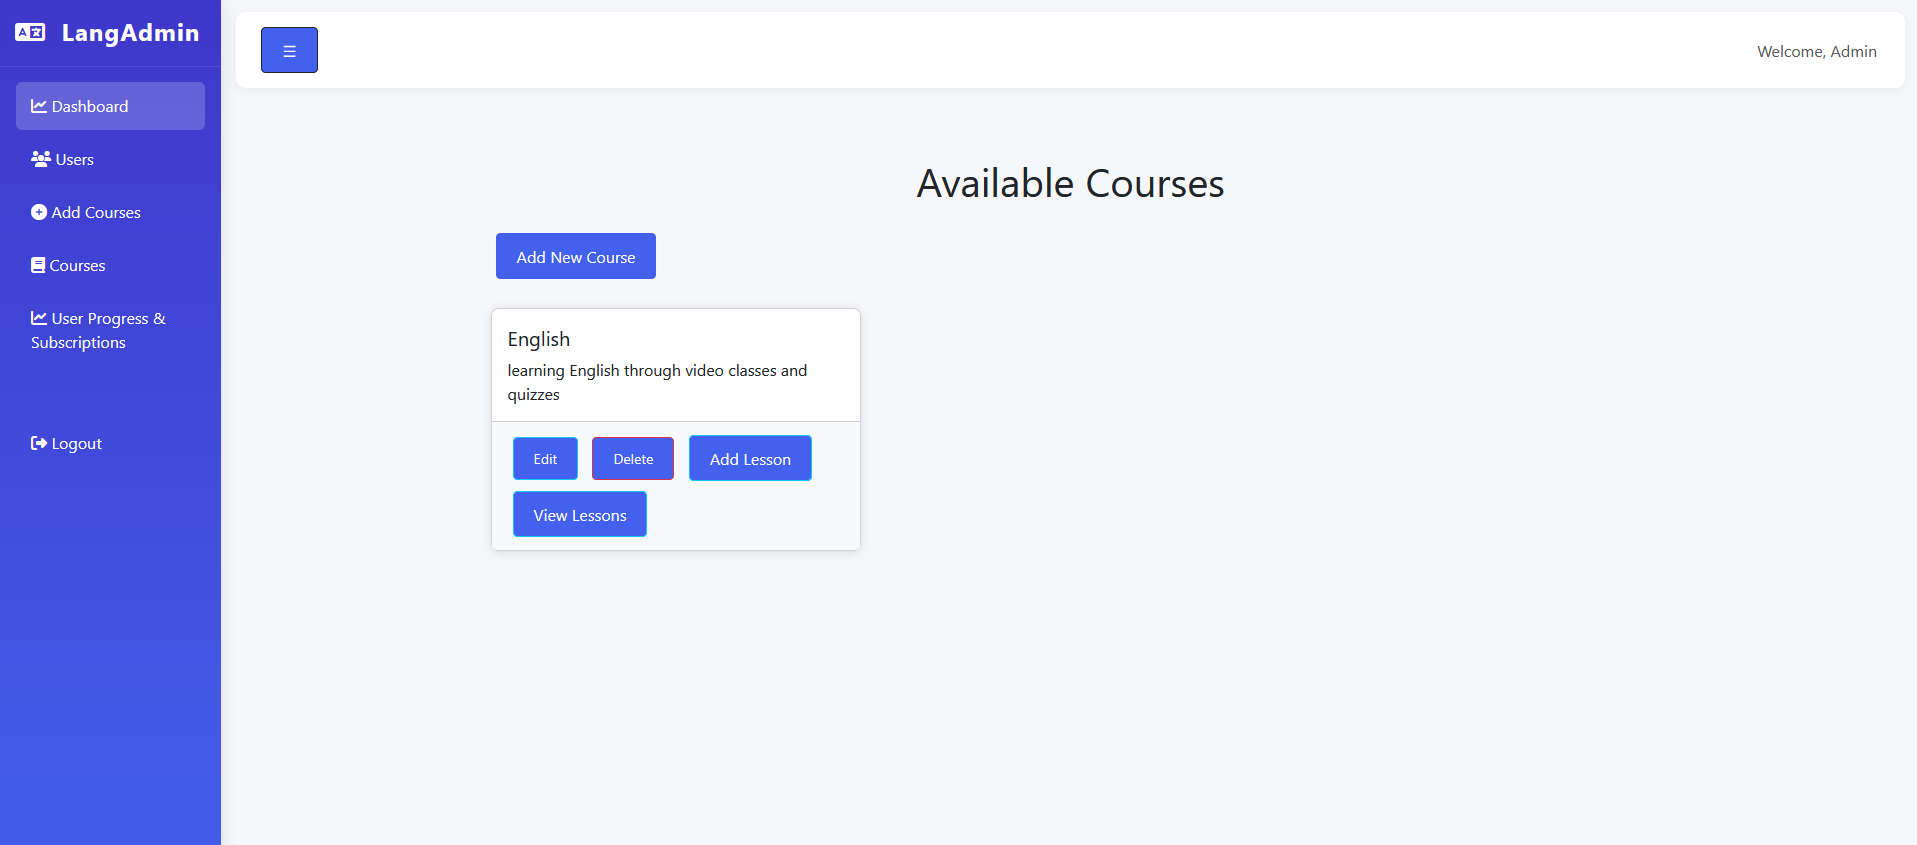 LangAdmin
Dashboard
Users
Add Courses
Courses
User Progress &
Subscriptions
Logout
☰
Welcome, Admin
Available Courses
Add New Course
English
learning English through video classes and
quizzes
Edit Delete Add Lesson
View Lessons